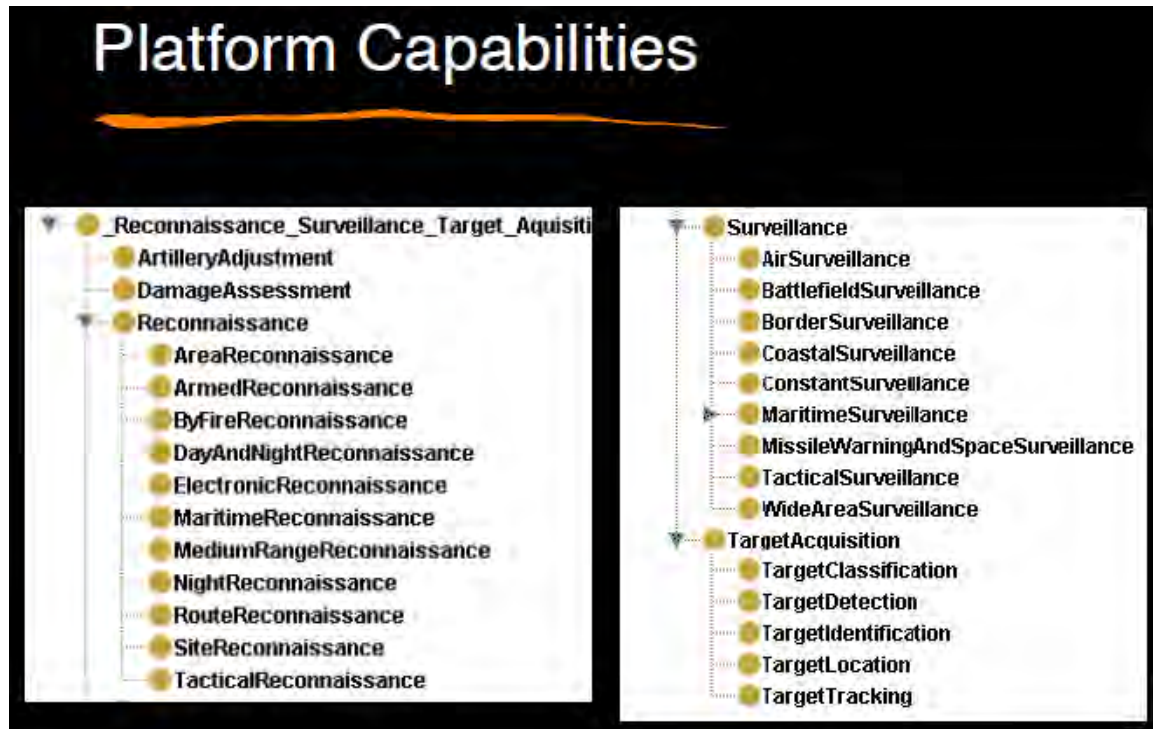 Platform Capabilities
_Reconnaissance_Surveillance_Target_Aquisiti
ArtilleryAdjustment
DamageAssessment
Reconnaissance
AreaReconnaissance
ArmedReconnaissance
ByFireReconnaissance
DayAndNightReconnaissance
ElectronicReconnaissance
MaritimeReconnaissance
MediumRangeReconnaissance
NightReconnaissance
RouteReconnaissance
SiteReconnaissance
TacticalReconnaissance
Surveillance
AirSurveillance
BattlefieldSurveillance
BorderSurveillance
CoastalSurveillance
ConstantSurveillance
MaritimeSurveillance
MissileWarningAndSpaceSurveillance
TacticalSurveillance
WideAreaSurveillance
TargetAcquisition
TargetClassification
TargetDetection
TargetIdentification
TargetLocation
TargetTracking